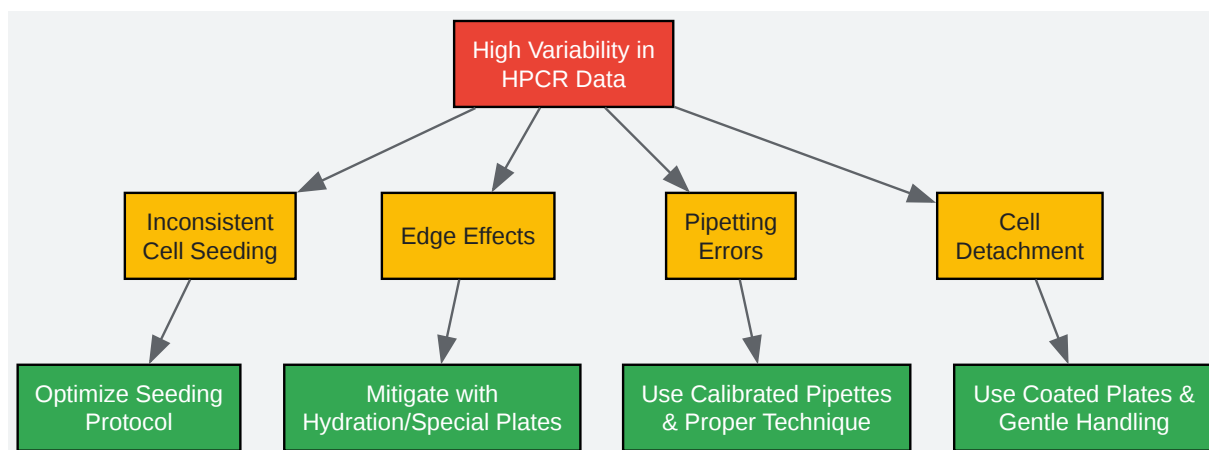 High Variability in
HPCR Data
Inconsistent
Cell Seeding
Edge Effects
Pipetting
Errors
Cell
Detachment
Optimize Seeding
Protocol
Mitigate with
Hydration/Special Plates
Use Calibrated Pipettes
& Proper Technique
Use Coated Plates &
Gentle Handling